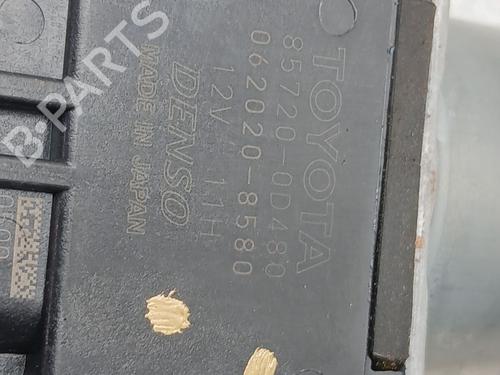 TOYOTA
85720-0D480
062020-8580
12V 11H
DENSO
MADE IN JAPAN
B-PARTS